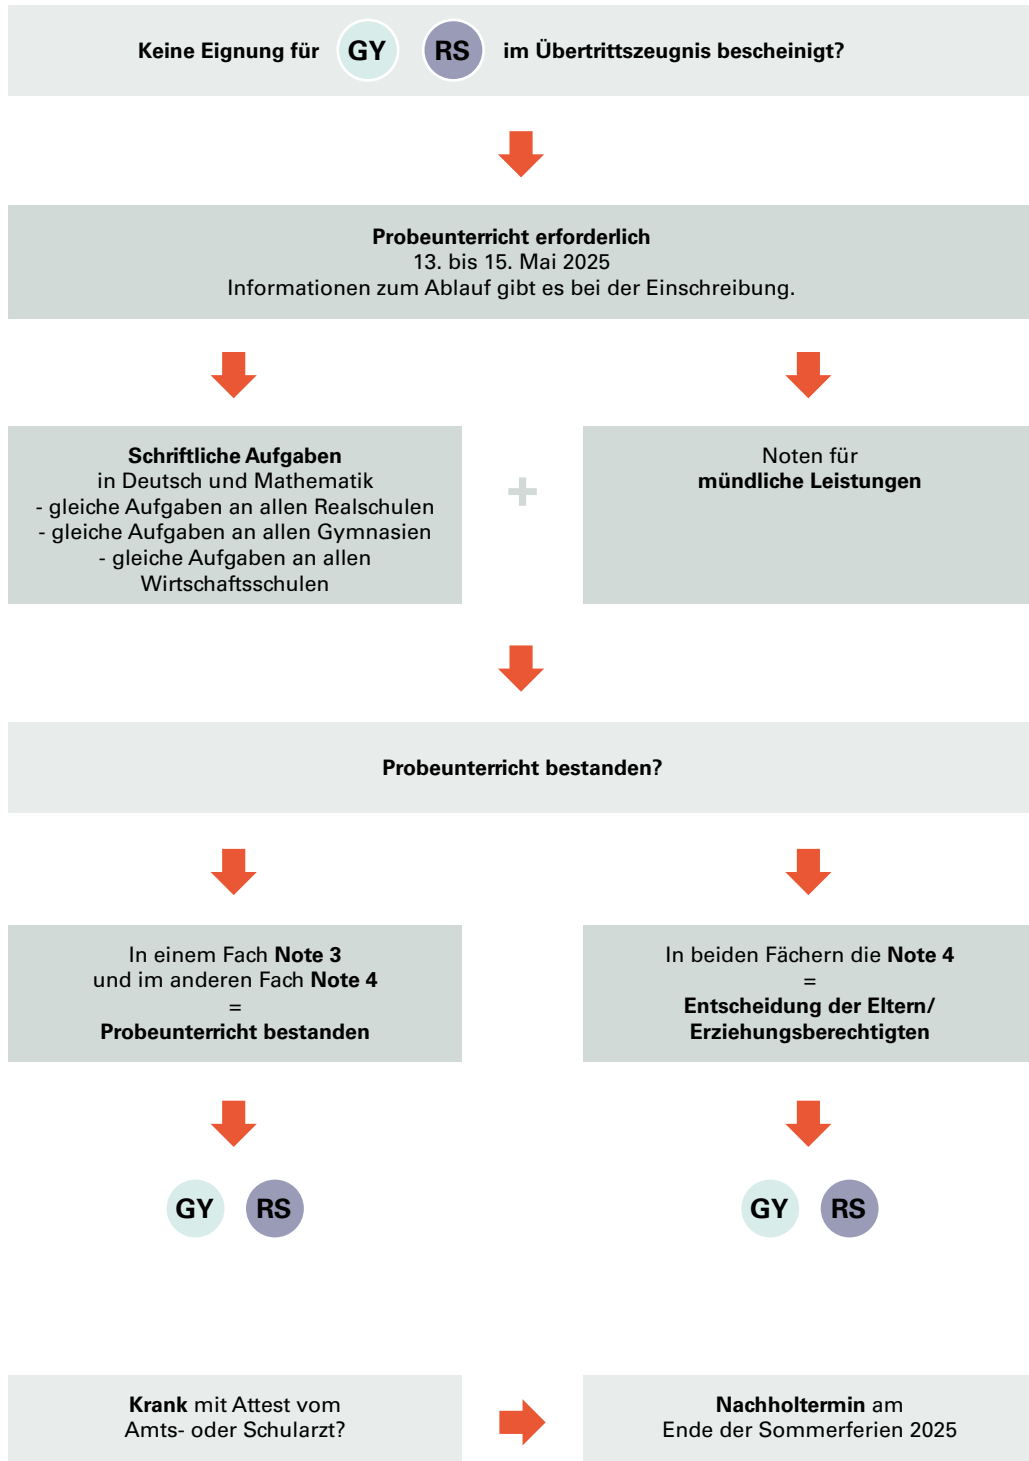 Keine Eignung für GY RS im Übertrittszeugnis bescheinigt?
Probeunterricht erforderlich
13. bis 15. Mai 2025
Informationen zum Ablauf gibt es bei der Einschreibung.
Schriftliche Aufgaben
in Deutsch und Mathematik
- gleiche Aufgaben an allen Realschulen
- gleiche Aufgaben an allen Gymnasien
- gleiche Aufgaben an allen
Wirtschaftsschulen
+
Noten für
mündliche Leistungen
Probeunterricht bestanden?
In einem Fach Note 3
und im anderen Fach Note 4
=
Probeunterricht bestanden
In beiden Fächern die Note 4
=
Entscheidung der Eltern/
Erziehungsberechtigten
GY RS
GY RS
Krank mit Attest vom
Amts- oder Schularzt?
Nachholtermin am
Ende der Sommerferien 2025